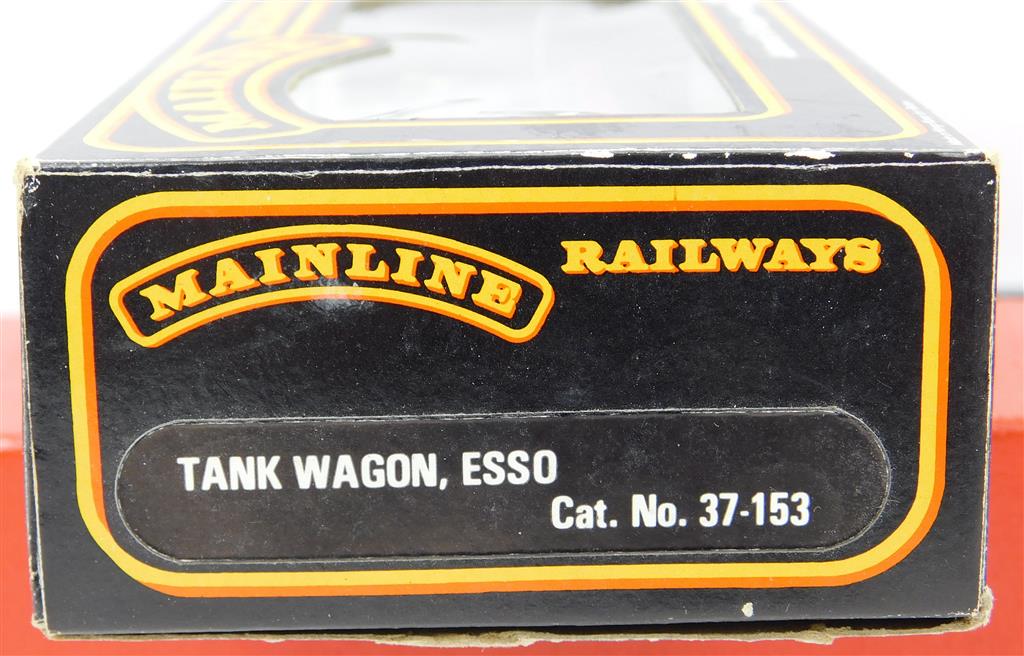 MAINLINE RAILWAYS
TANK WAGON, ESSO
Cat. No. 37-153